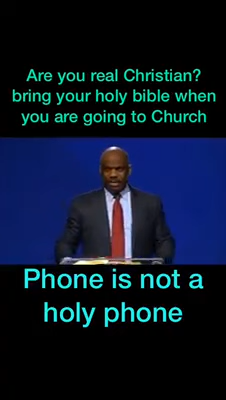 Are you real Christian?
bring your holy bible when
you are going to Church
Phone is not a
holy phone